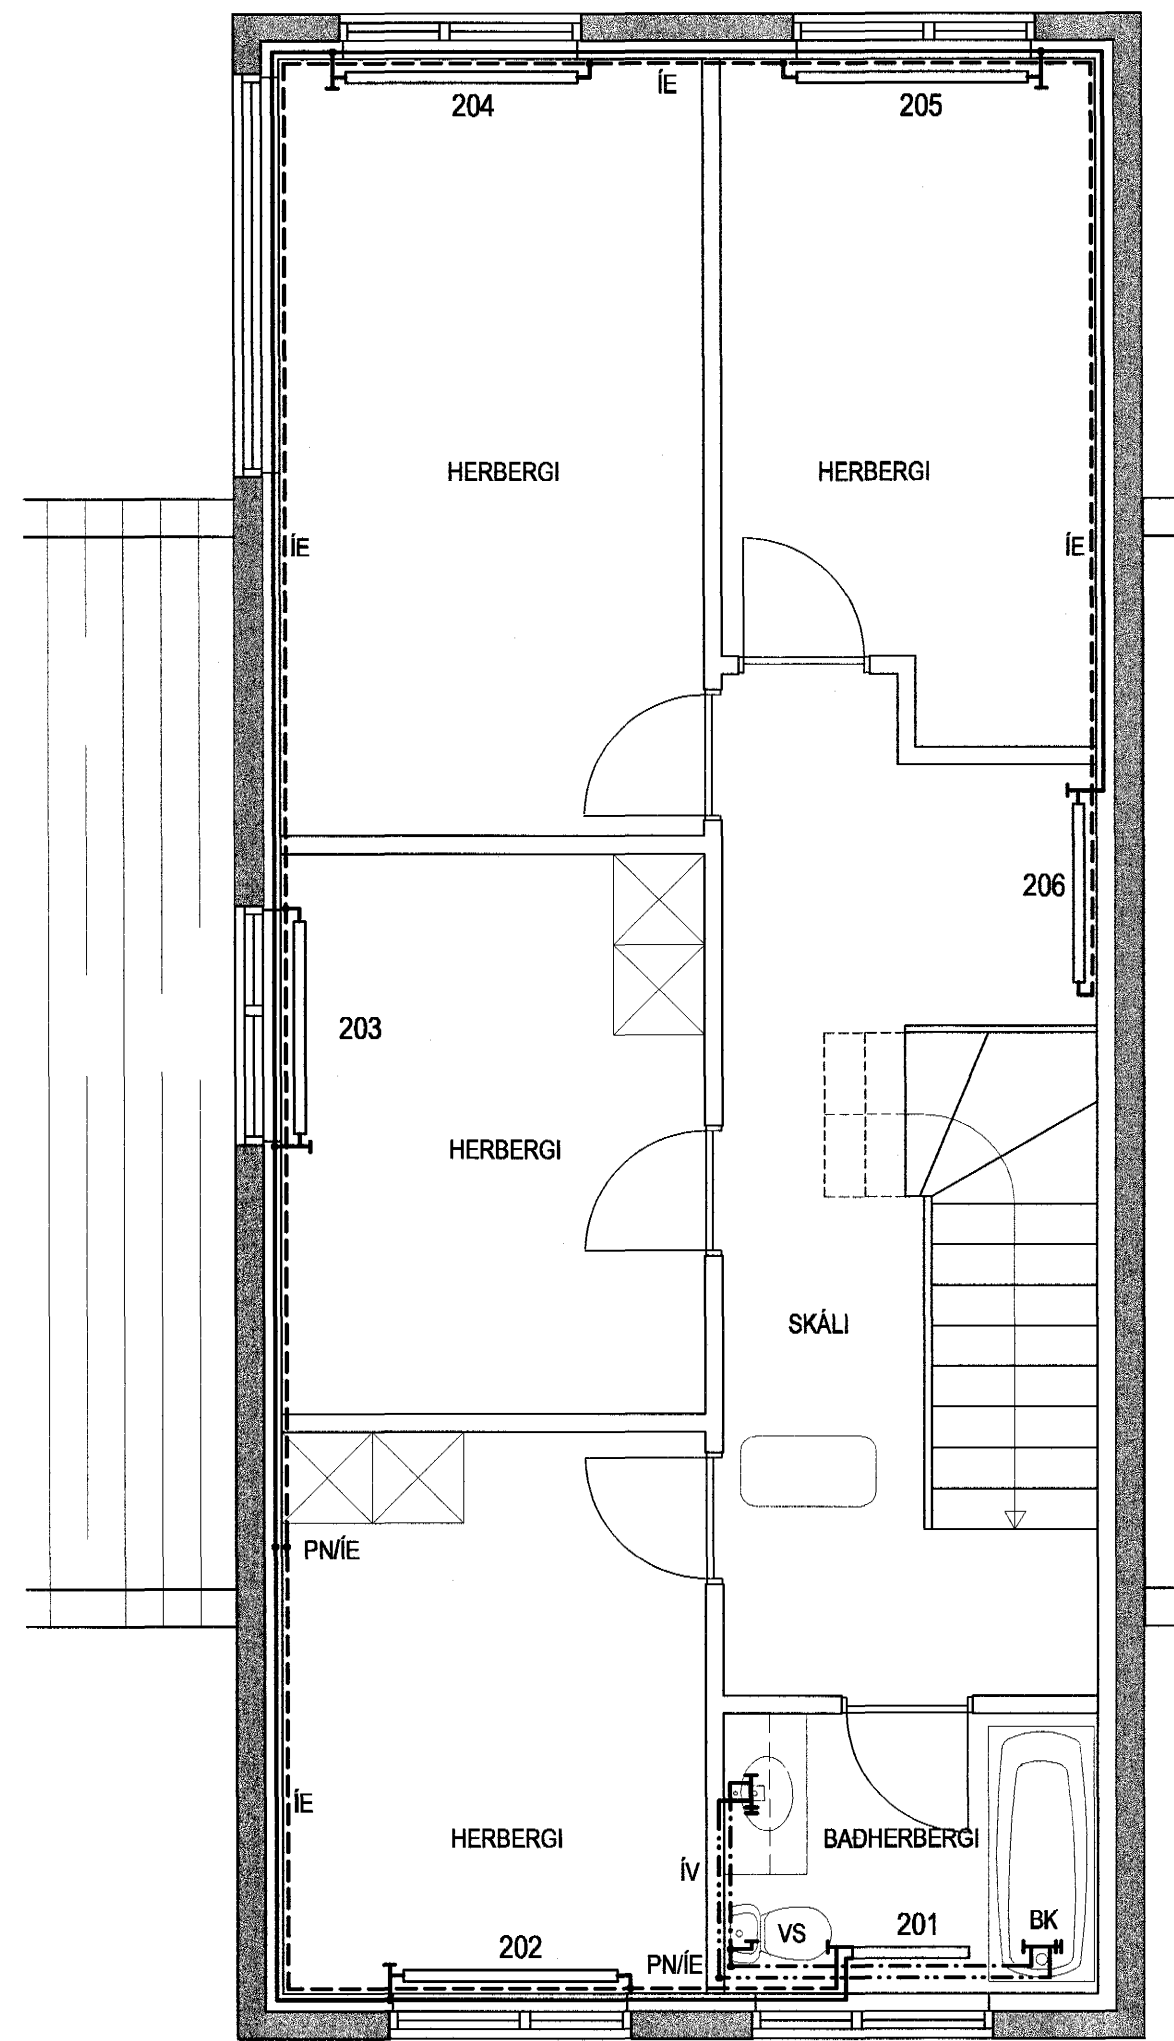 204
ÍE
205
HERBERGI
HERBERGI
ÍE
ÍE
206
203
HERBERGI
SKÁLI
PN/ÍE
ÍE
HERBERGI
BAÐHERBERGI
ÍV
201
BK
VS
202
PN/ÍE